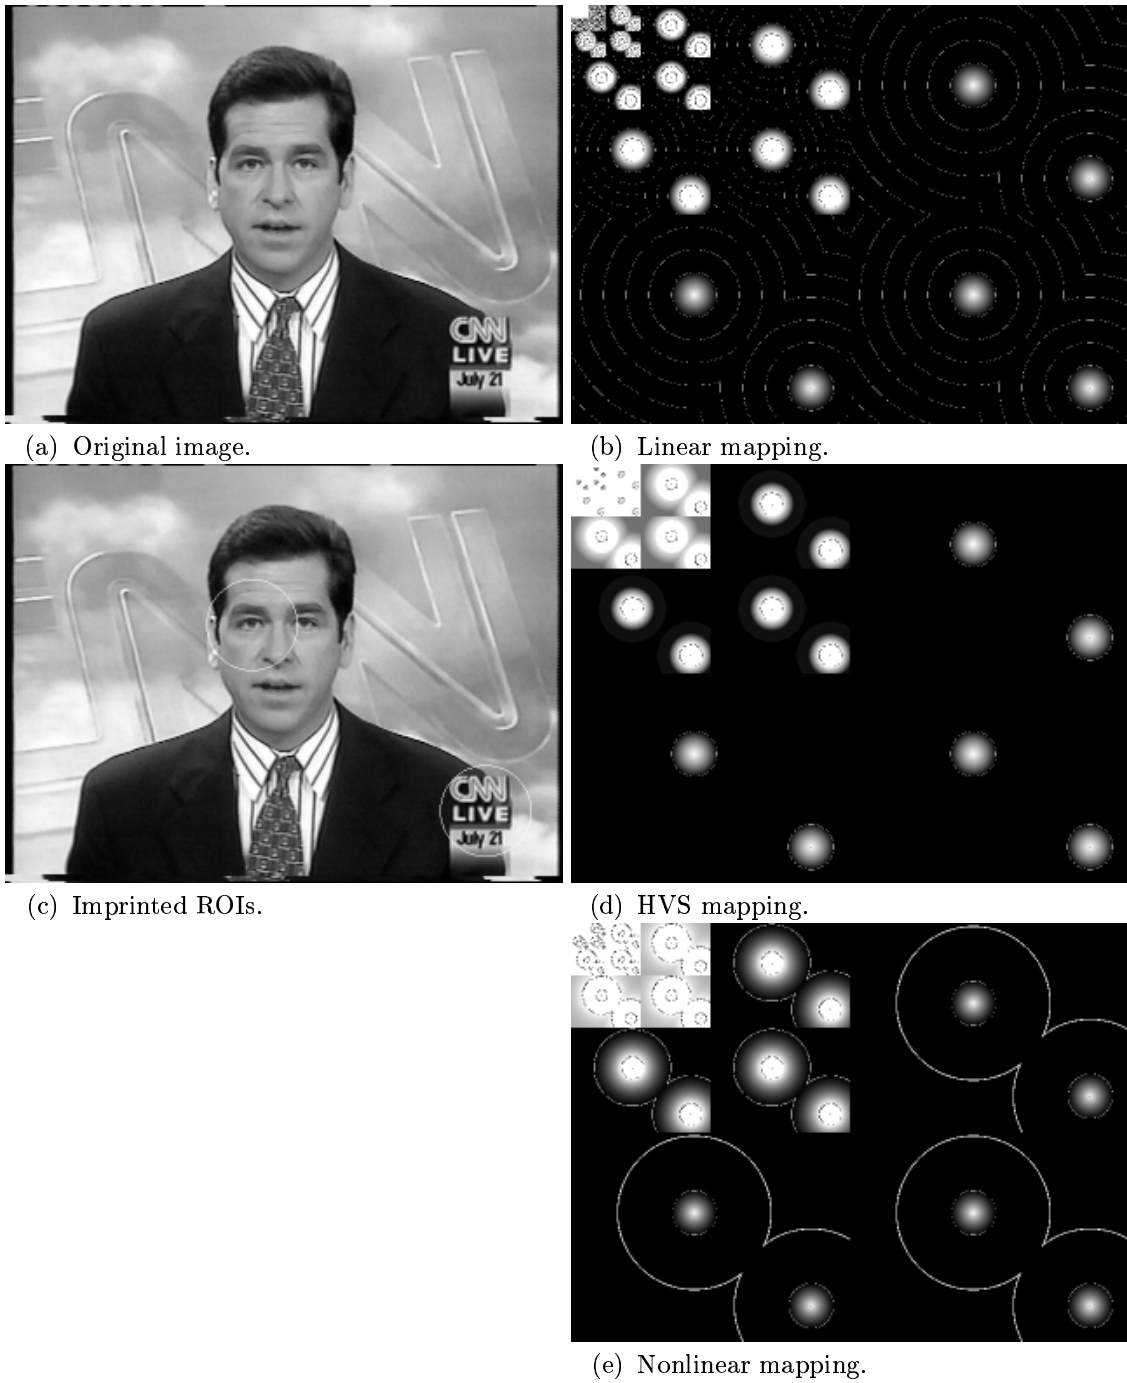 CNN
LIVE
July 21
(a) Original image.
(b) Linear mapping.
CNN
LIVE
July 21
(c) Imprinted ROIs.
(d) HVS mapping.
(e) Nonlinear mapping.